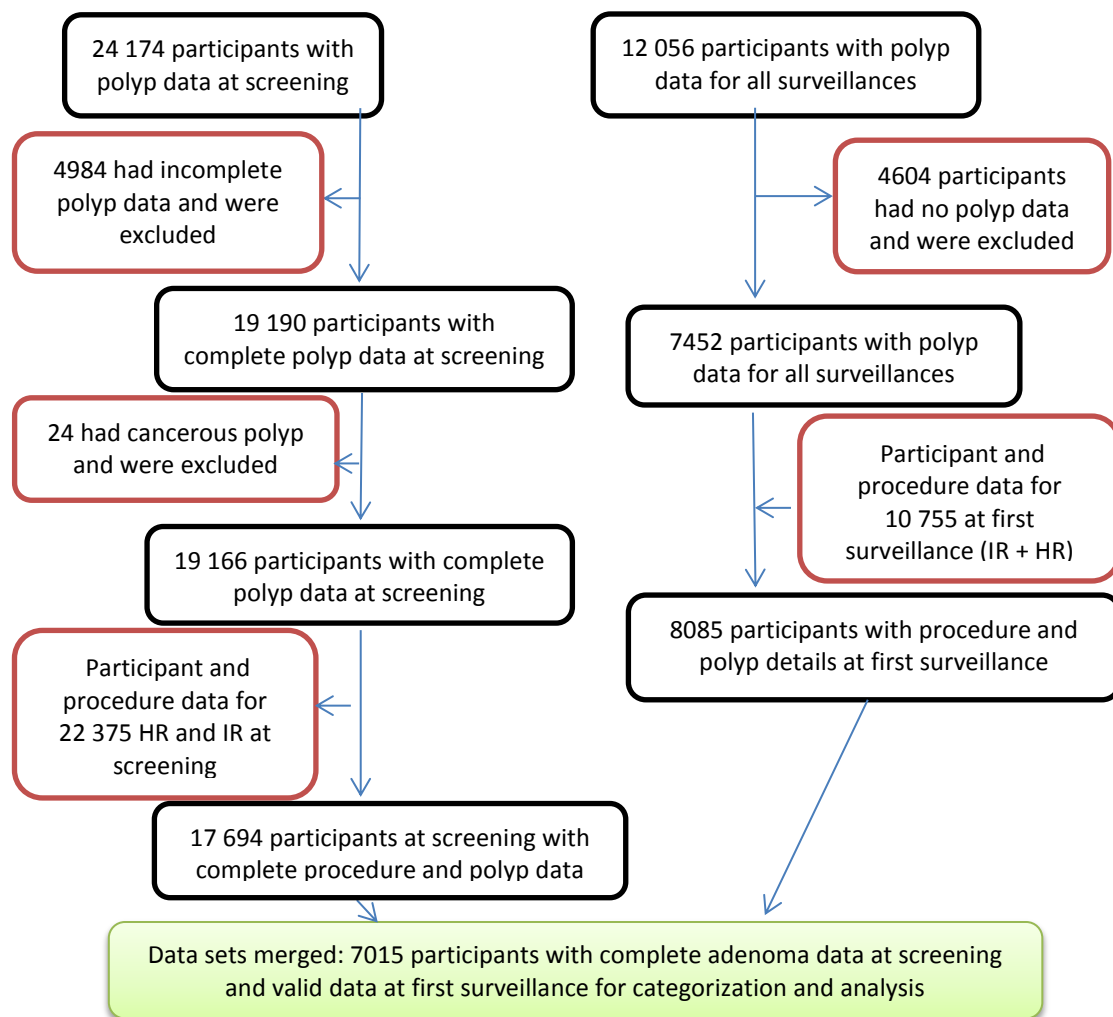 24 174 participants with
polyp data at screening
4984 had incomplete
polyp data and were
excluded
19 190 participants with
complete polyp data at screening
24 had cancerous polyp
and were excluded
19 166 participants with complete
polyp data at screening
Participant and
procedure data for
22 375 HR and IR at
screening
17 694 participants at screening with
complete procedure and polyp data
12 056 participants with polyp
data for all surveillances
4604 participants
had no polyp data
and were excluded
7452 participants with polyp
data for all surveillances
Participant and
procedure data for
10 755 at first
surveillance (IR + HR)
8085 participants with procedure and
polyp details at first surveillance
Data sets merged: 7015 participants with complete adenoma data at screening
and valid data at first surveillance for categorization and analysis